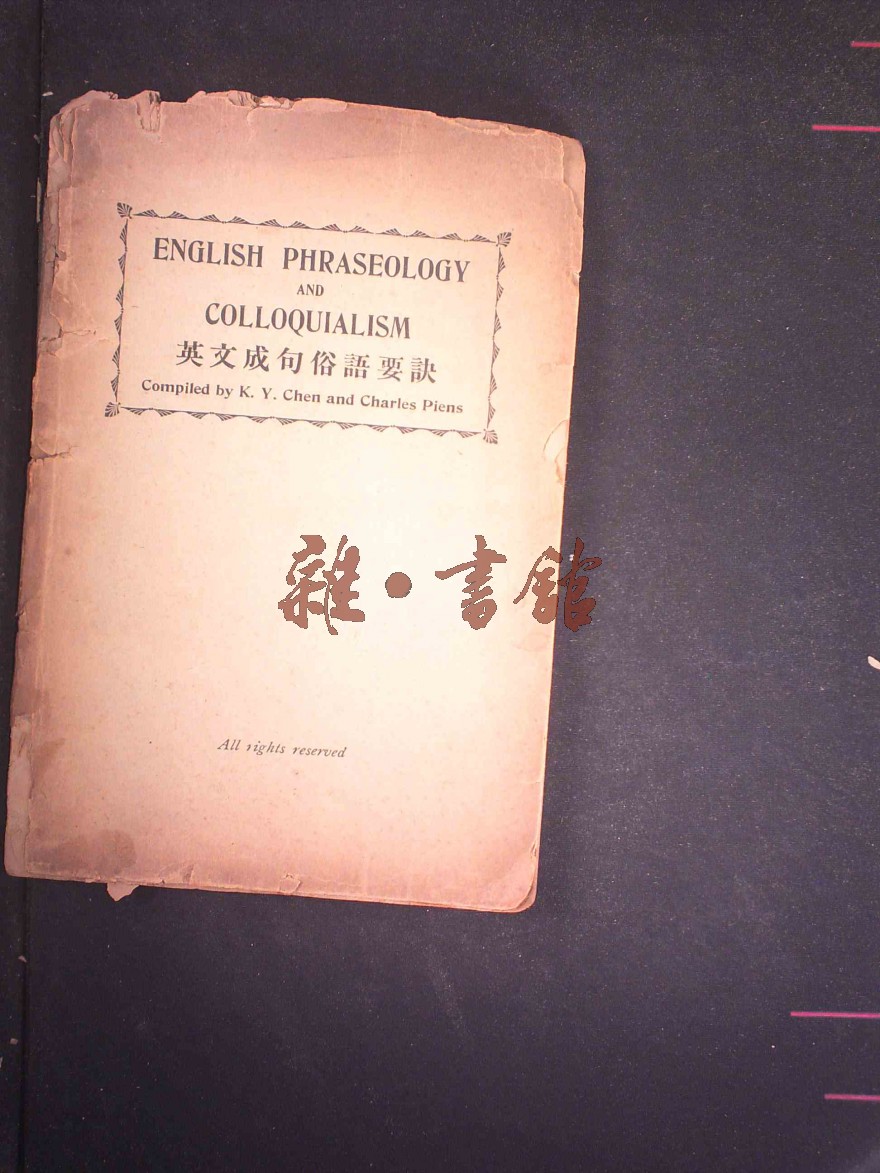 ENGLISH PHRASEOLOGY
AND
COLLOQUIALISM
英文成句俗語要訣
Compiled by K. Y. Chen and Charles Piens
雜·書館
All rights reserved